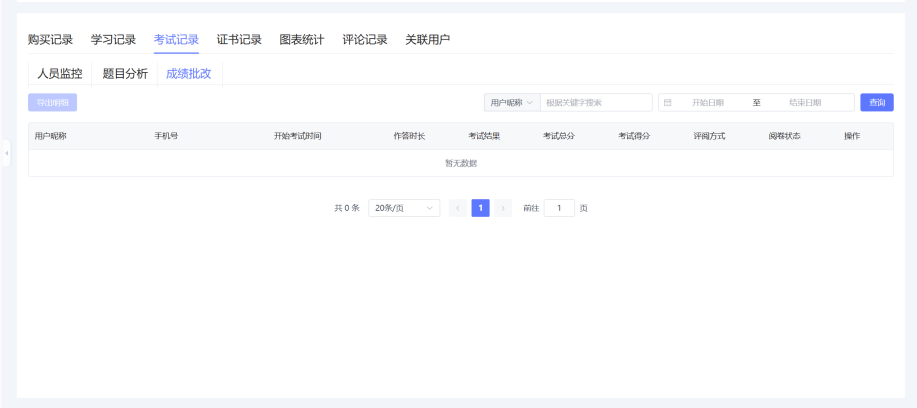 购买记录 学习记录 考试记录 证书记录 图表统计 评论记录 关联用户
人员监控 题目分析 成绩批改
导出明细 用户昵称 根据关键字搜索 开始日期 至 结束日期 查询
用户昵称 手机号 开始考试时间 作答时长 考试结果 考试总分 考试得分 评阅方式 阅卷状态 操作
暂无数据
共 0 条 20条/页 1 前往 1 页